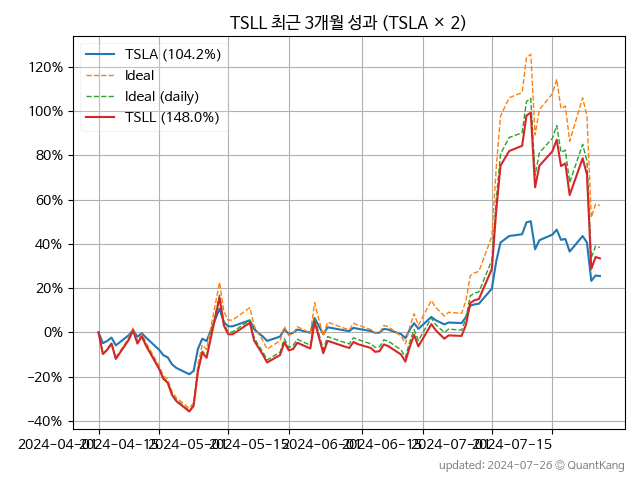 TSLL 최근 3개월 성과 (TSLA × 2)
TSLA (104.2%)
Ideal
Ideal (daily)
TSLL (148.0%)
120%
100%
80%
60%
40%
20%
0%
−20%
−40%
2024-04-01 2024-04-15 2024-05-01 2024-05-15 2024-06-01 2024-06-15 2024-07-01 2024-07-15
updated: 2024-07-26 © QuantKang